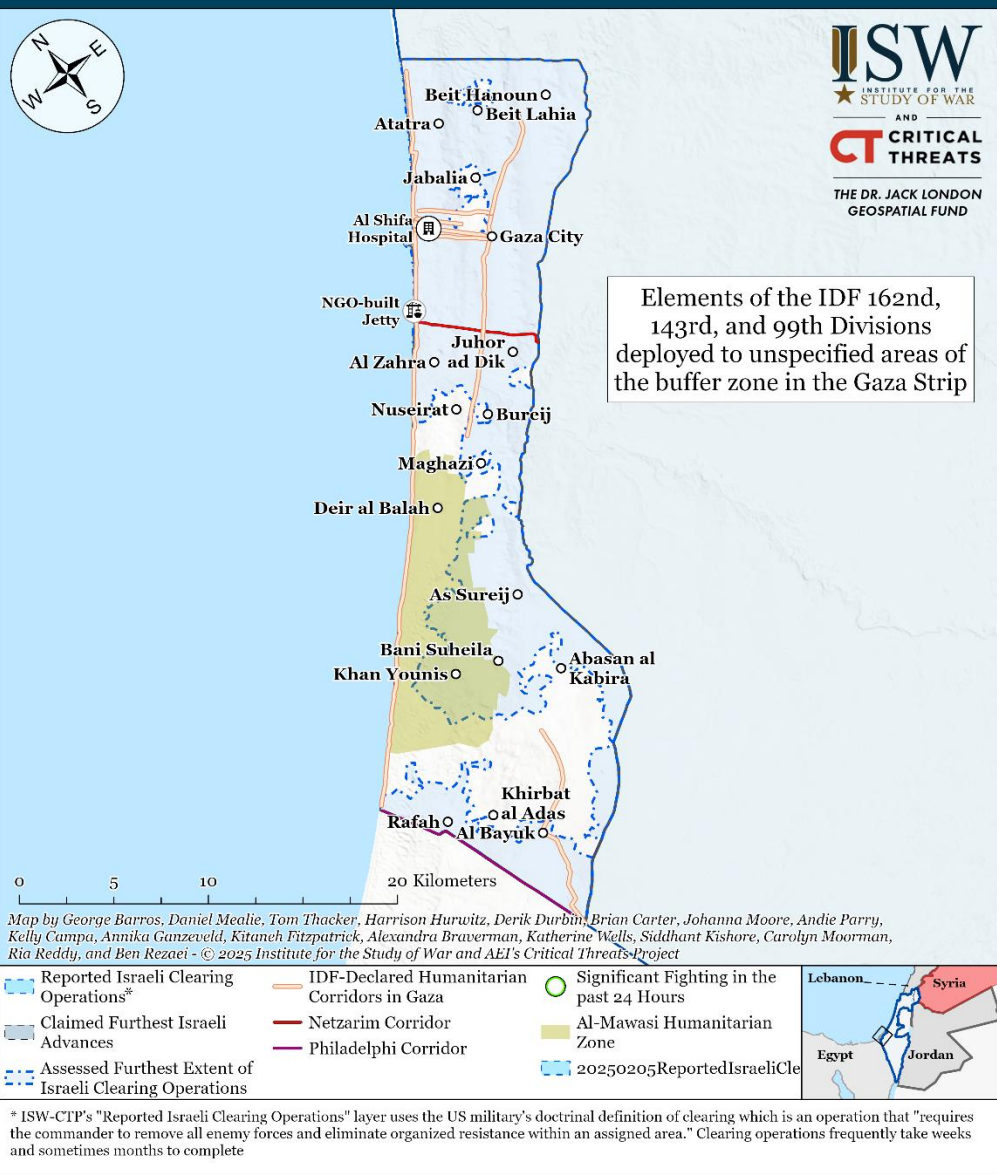 N
E
W
S
ISW
INSTITUTE FOR THE
STUDY OF WAR
AND
CT CRITICAL
THREATS
THE DR. JACK LONDON
GEOSPATIAL FUND
Beit Hanoun
Beit Lahia
Atatra
Jabalia
Al Shifa
Hospital
Gaza City
NGO-built
Jetty
Juhor
ad Dik
Al Zahra
Nuseirat
Bureij
Maghazi
Deir al Balah
As Sureij
Bani Suheila
Khan Younis
Abasan al
Kabira
Khirbat
al Adas
Rafah
Al Bayuk
Elements of the IDF 162nd,
143rd, and 99th Divisions
deployed to unspecified areas of
the buffer zone in the Gaza Strip
0 5 10 20 Kilometers
Map by George Barros, Daniel Mealie, Tom Thacker, Harrison Hurwitz, Derik Durbin, Brian Carter, Johanna Moore, Andie Parry,
Kelly Campa, Annika Ganzeveld, Kitaneh Fitzpatrick, Alexandra Braverman, Katherine Wells, Siddhant Kishore, Carolyn Moorman,
Ria Reddy, and Ben Rezaei - © 2025 Institute for the Study of War and AEI's Critical Threats Project
Reported Israeli Clearing
Operations*
Claimed Furthest Israeli
Advances
Assessed Furthest Extent of
Israeli Clearing Operations
IDF-Declared Humanitarian
Corridors in Gaza
Netzarim Corridor
Philadelphi Corridor
Significant Fighting in the
past 24 Hours
Al-Mawasi Humanitarian
Zone
20250205ReportedIsraeliCle
Lebanon
Syria
Egypt
Jordan
* ISW-CTP's "Reported Israeli Clearing Operations" layer uses the US military's doctrinal definition of clearing which is an operation that "requires
the commander to remove all enemy forces and eliminate organized resistance within an assigned area." Clearing operations frequently take weeks
and sometimes months to complete